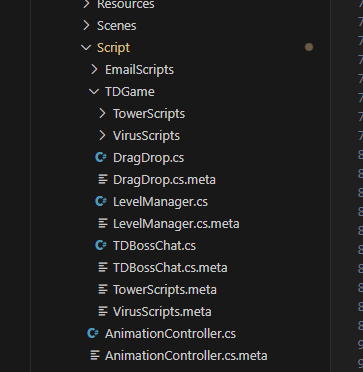 Resources
Scenes
Script
EmailScripts
TDGame
TowerScripts
VirusScripts
DragDrop.cs
DragDrop.cs.meta
LevelManager.cs
LevelManager.cs.meta
TDBossChat.cs
TDBossChat.cs.meta
TowerScripts.meta
VirusScripts.meta
AnimationController.cs
AnimationController.cs.meta